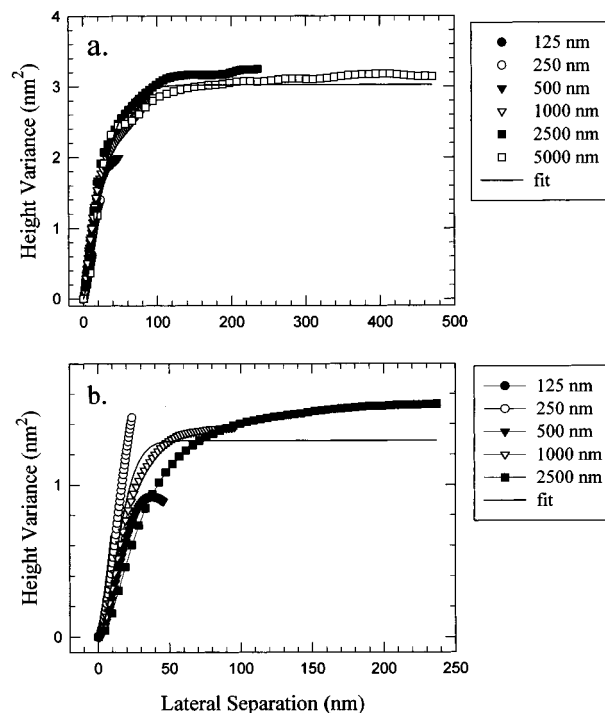 a.
4
3
2
1
0
Height Variance (nm²)
0 100 200 300 400 500
125 nm
250 nm
500 nm
1000 nm
2500 nm
5000 nm
fit
b.
1
0
Height Variance (nm²)
0 50 100 150 200 250
Lateral Separation (nm)
125 nm
250 nm
500 nm
1000 nm
2500 nm
fit